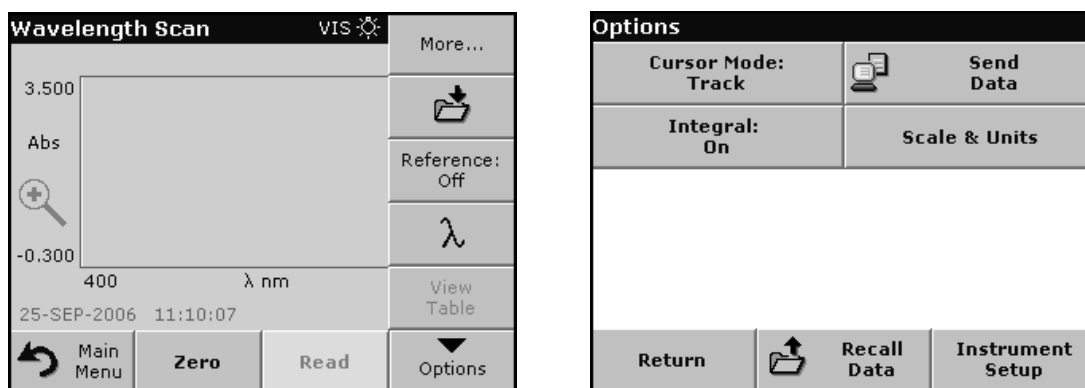 Wavelength Scan VIS
More...
3.500
Abs
Reference:
Off
λ
-0.300
400 λ nm
View
Table
25-SEP-2006 11:10:07
Main
Menu
Zero
Read
Options
Options
Cursor Mode:
Track
Send
Data
Integral:
On
Scale & Units
Return
Recall
Data
Instrument
Setup